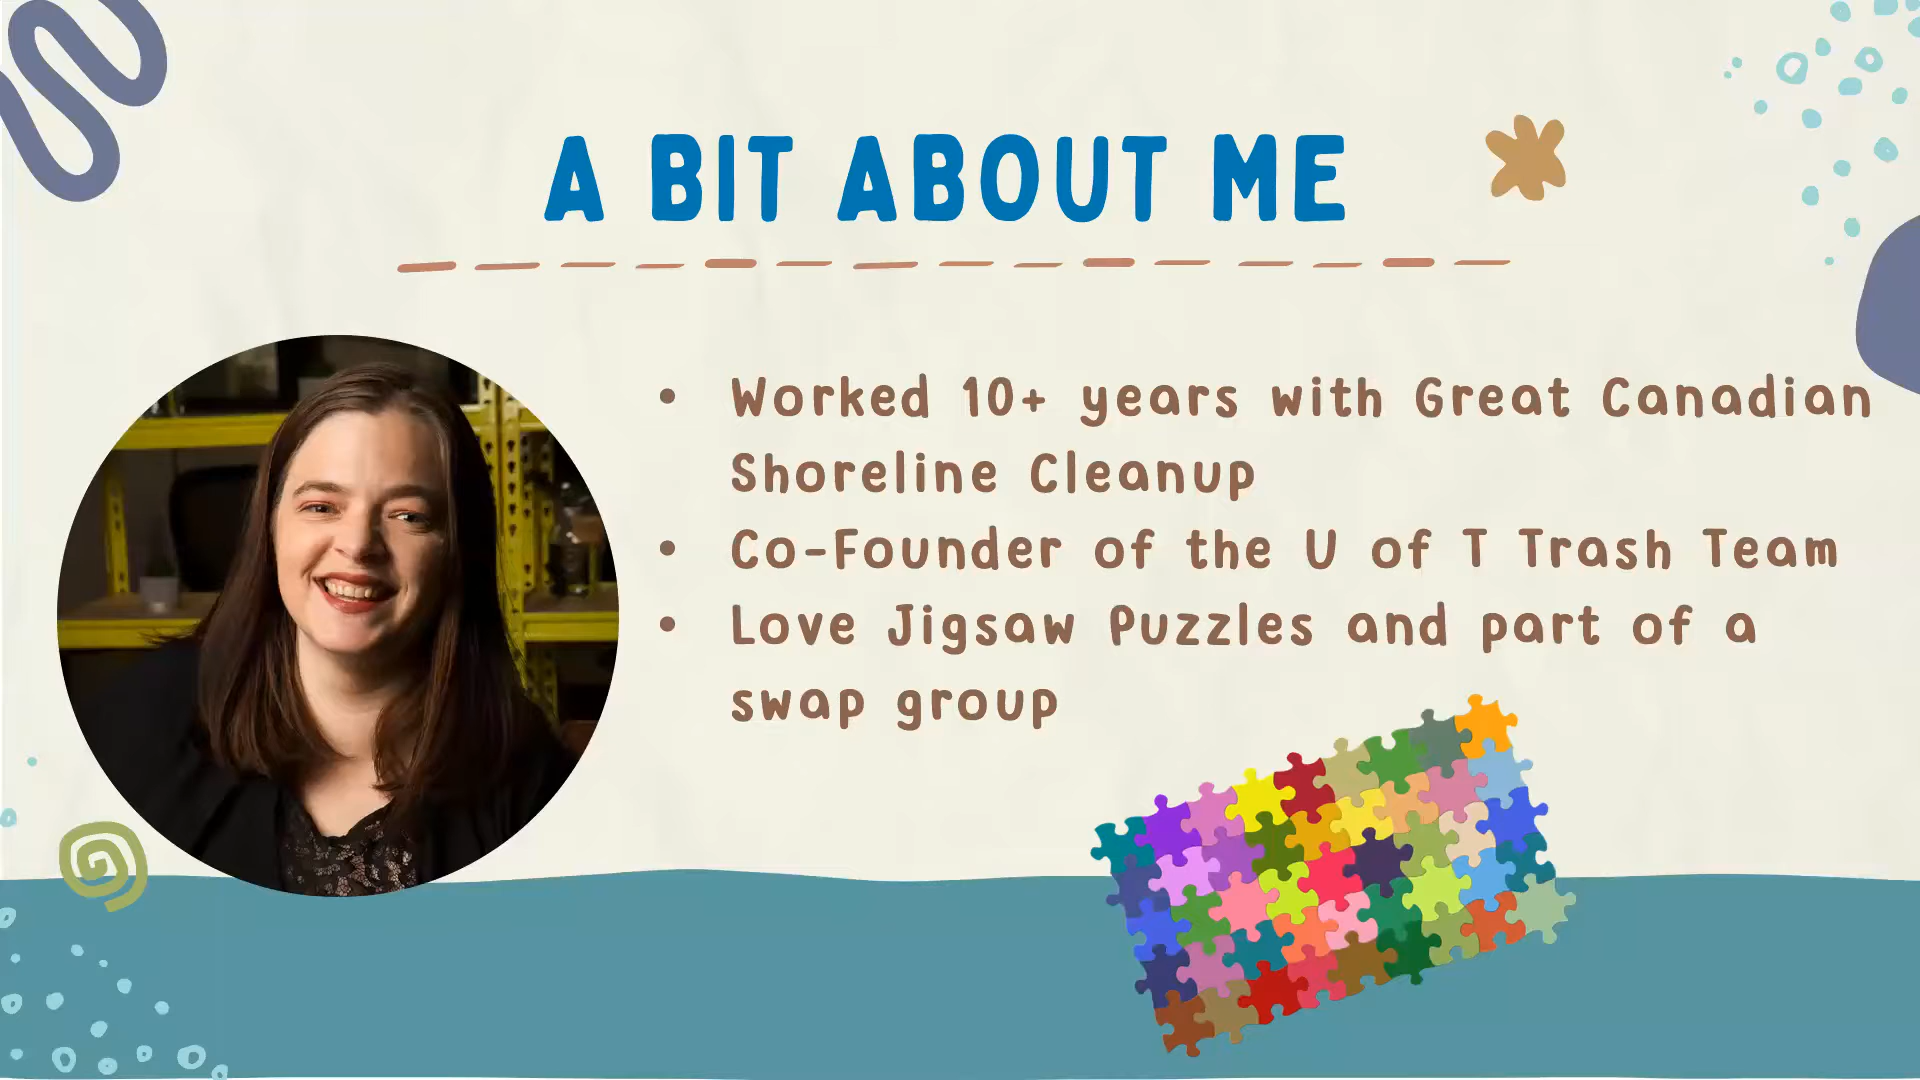 A BIT ABOUT ME
• Worked 10+ years with Great Canadian
Shoreline Cleanup
• Co-Founder of the U of T Trash Team
• Love Jigsaw Puzzles and part of a
swap group